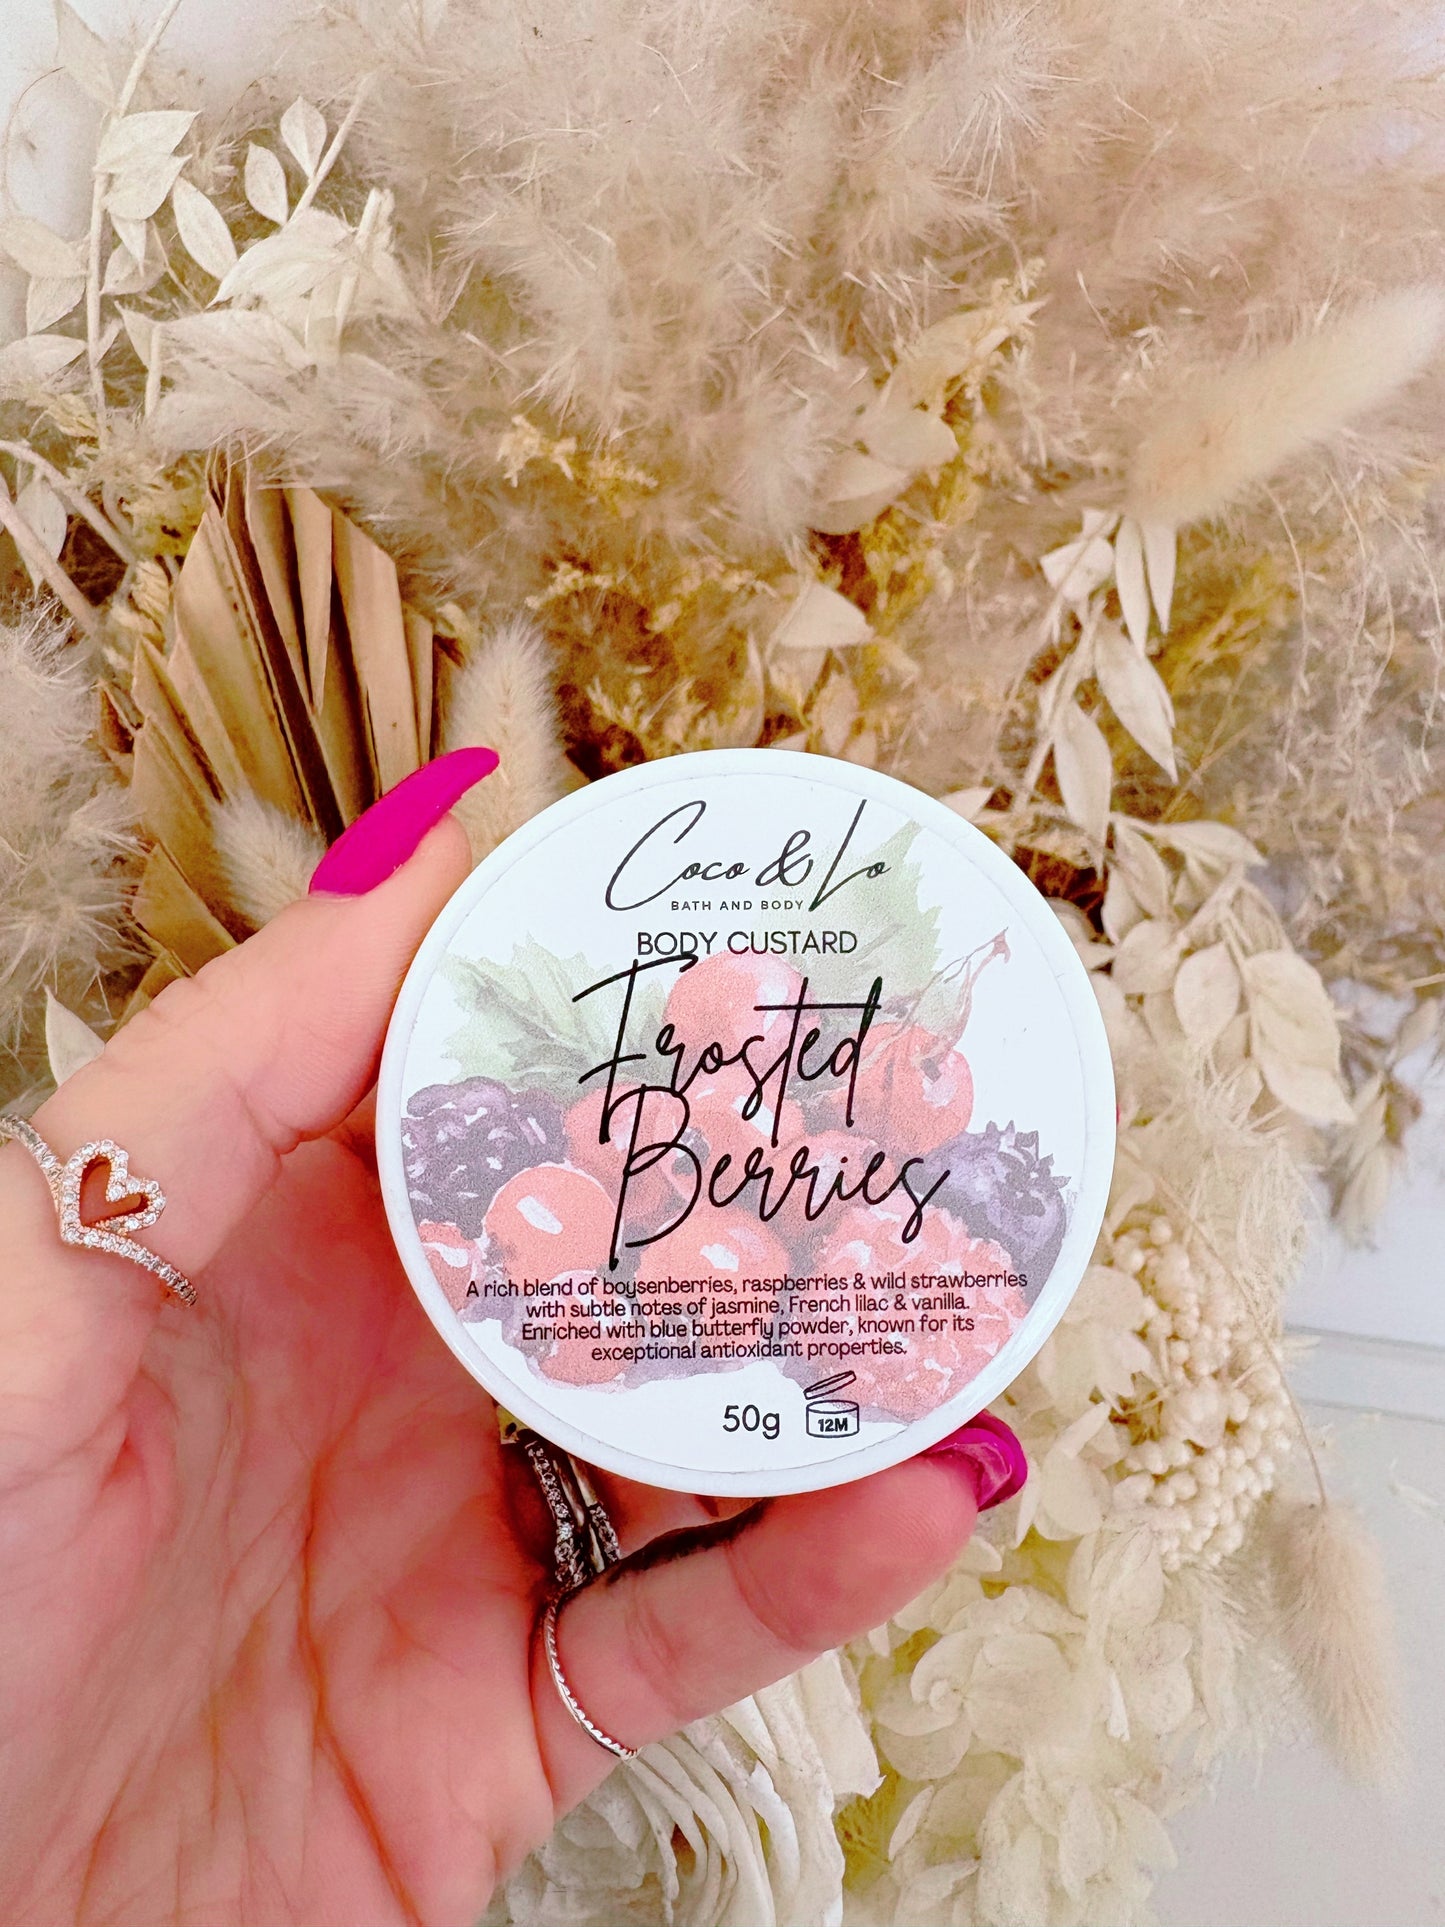 Coco & Lo
BATH AND BODY
BODY CUSTARD
Frosted
Berries
A rich blend of boysenberries, raspberries & wild strawberries
with subtle notes of jasmine, French lilac & vanilla.
Enriched with blue butterfly powder, known for its
exceptional antioxidant properties.
50g 12M